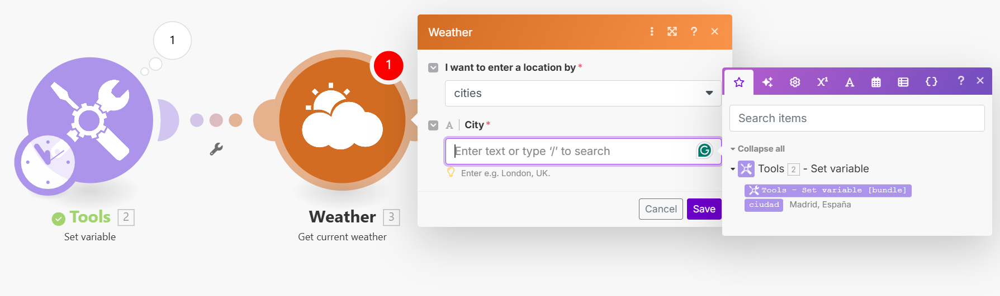 1
Tools 2
Set variable
1
Weather 3
Get current weather
Weather
?
I want to enter a location by *
cities
A City *
Enter text or type ‘/’ to search
Enter e.g. London, UK.
Cancel Save
X¹ A {} ?
Search items
Collapse all
Tools 2 - Set variable
Tools - Set variable [bundle]
ciudad Madrid, España